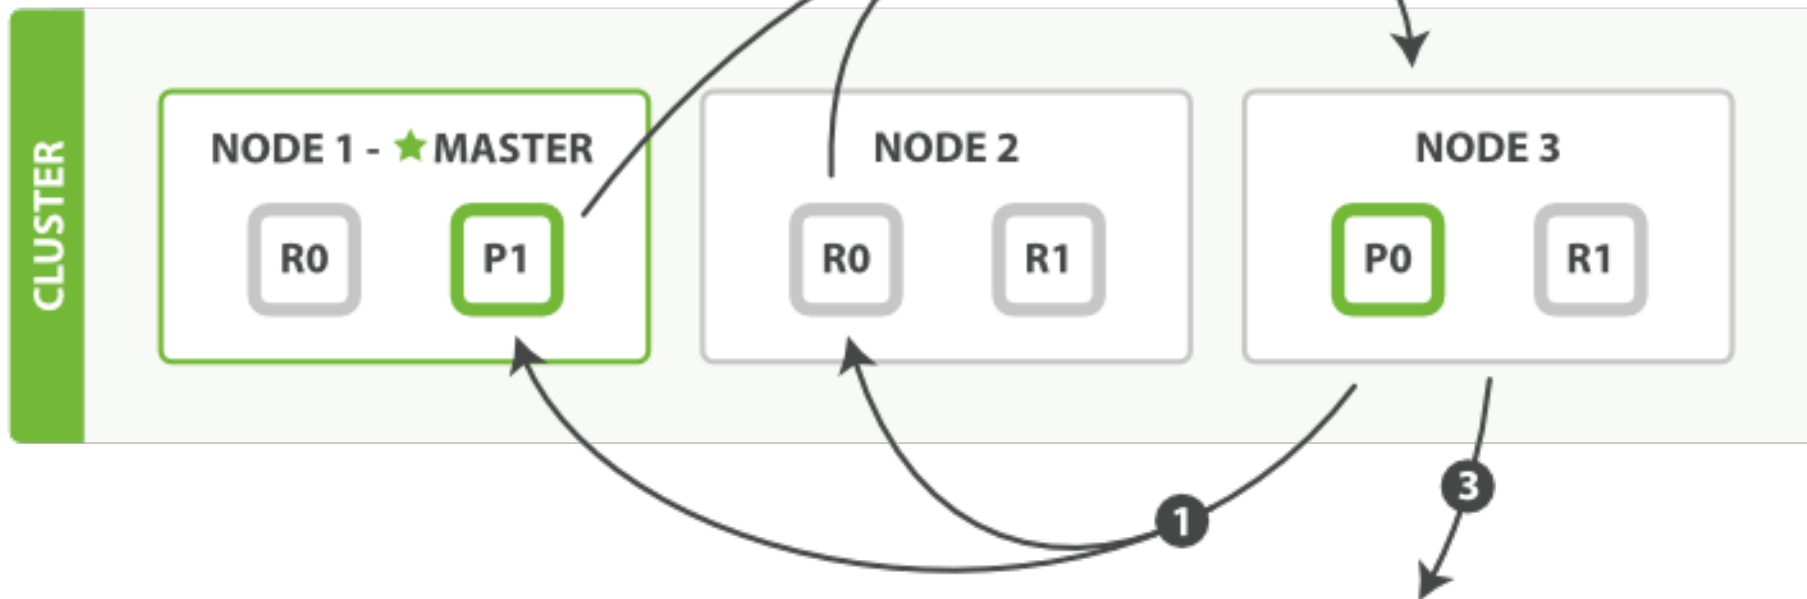 CLUSTER
NODE 1 - ★ MASTER
R0
P1
NODE 2
R0
R1
NODE 3
P0
R1
1
3